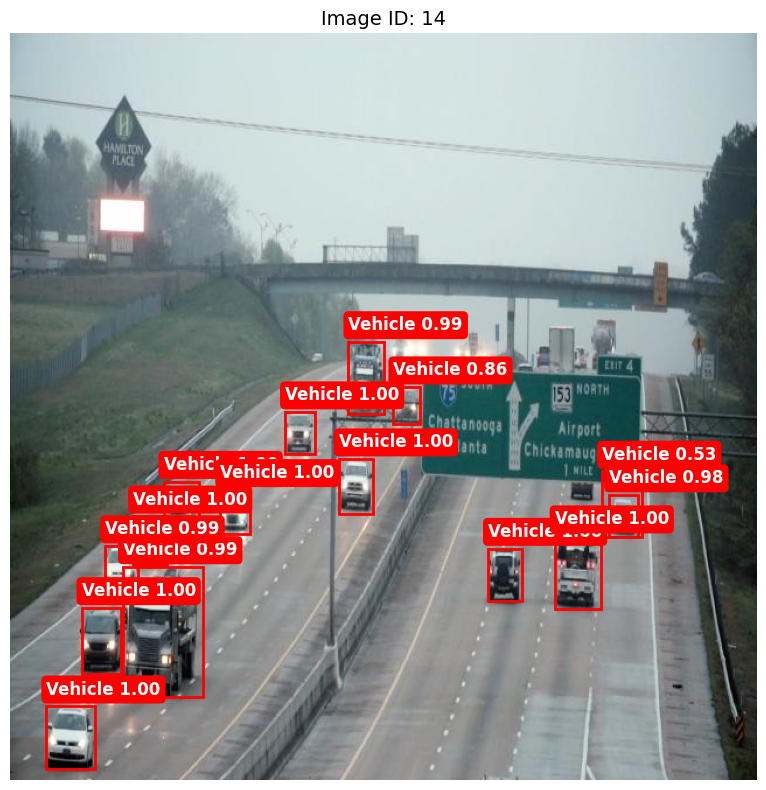 Image ID: 14
H
HAMILTON
PLACE
Vehicle 0.99
Vehicle 0.86
EXIT 4
75 SOUTH
153 NORTH
Vehicle 1.00
Chattanooga
Airport
Vehicle 1.00
anta
Chickamaug
Vehicle 0.53
1 MILE
Vehicle 1.00
Vehicle 0.98
Vehicle 1.00
Vehicle 1.00
Vehicle 0.99
Vehicle 1.00
Vehicle 0.99
Vehicle 1.00
Vehicle 1.00